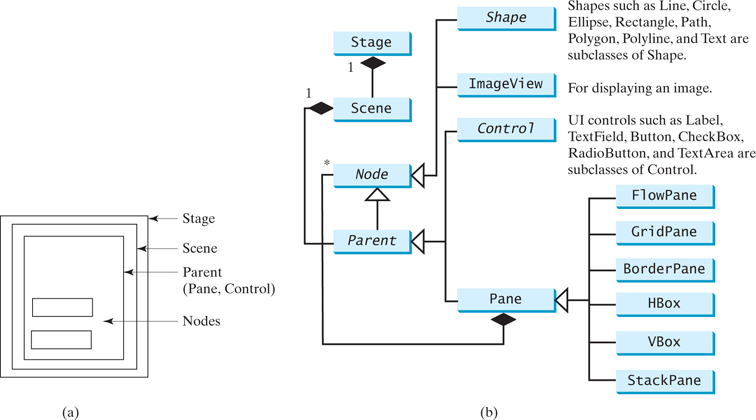 Stage
Scene
Parent
(Pane, Control)
Nodes
(a)
Stage
1
1
Scene
*
Node
Parent
Shape
Shapes such as Line, Circle,
Ellipse, Rectangle, Path,
Polygon, Polyline, and Text are
subclasses of Shape.
ImageView
For displaying an image.
Control
UI controls such as Label,
TextField, Button, CheckBox,
RadioButton, and TextArea are
subclasses of Control.
Pane
FlowPane
GridPane
BorderPane
HBox
VBox
StackPane
(b)